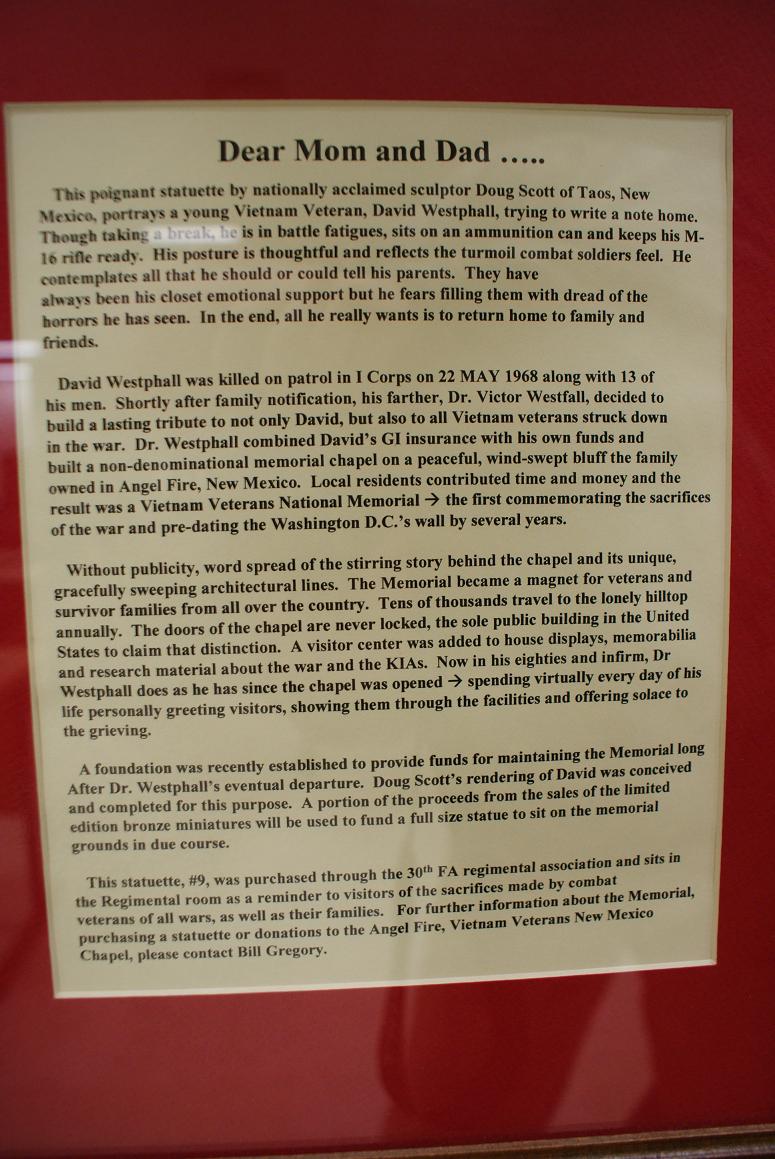 Dear Mom and Dad …..
This poignant statuette by nationally acclaimed sculptor Doug Scott of Taos, New
Mexico, portrays a young Vietnam Veteran, David Westphall, trying to write a note home.
Though taking a break, he is in battle fatigues, sits on an ammunition can and keeps his M-
16 rifle ready. His posture is thoughtful and reflects the turmoil combat soldiers feel. He
contemplates all that he should or could tell his parents. They have
always been his closet emotional support but he fears filling them with dread of the
horrors he has seen. In the end, all he really wants is to return home to family and
friends.
David Westphall was killed on patrol in I Corps on 22 MAY 1968 along with 13 of
his men. Shortly after family notification, his farther, Dr. Victor Westfall, decided to
build a lasting tribute to not only David, but also to all Vietnam veterans struck down
in the war. Dr. Westphall combined David's GI insurance with his own funds and
built a non-denominational memorial chapel on a peaceful, wind-swept bluff the family
owned in Angel Fire, New Mexico. Local residents contributed time and money and the
result was a Vietnam Veterans National Memorial → the first commemorating the sacrifices
of the war and pre-dating the Washington D.C.'s wall by several years.
Without publicity, word spread of the stirring story behind the chapel and its unique,
gracefully sweeping architectural lines. The Memorial became a magnet for veterans and
survivor families from all over the country. Tens of thousands travel to the lonely hilltop
annually. The doors of the chapel are never locked, the sole public building in the United
States to claim that distinction. A visitor center was added to house displays, memorabilia
and research material about the war and the KIAs. Now in his eighties and infirm, Dr
Westphall does as he has since the chapel was opened → spending virtually every day of his
life personally greeting visitors, showing them through the facilities and offering solace to
the grieving.
A foundation was recently established to provide funds for maintaining the Memorial long
After Dr. Westphall's eventual departure. Doug Scott's rendering of David was conceived
and completed for this purpose. A portion of the proceeds from the sales of the limited
edition bronze miniatures will be used to fund a full size statue to sit on the memorial
grounds in due course.
This statuette, #9, was purchased through the 30th FA regimental association and sits in
the Regimental room as a reminder to visitors of the sacrifices made by combat
veterans of all wars, as well as their families. For further information about the Memorial,
purchasing a statuette or donations to the Angel Fire, Vietnam Veterans New Mexico
Chapel, please contact Bill Gregory.